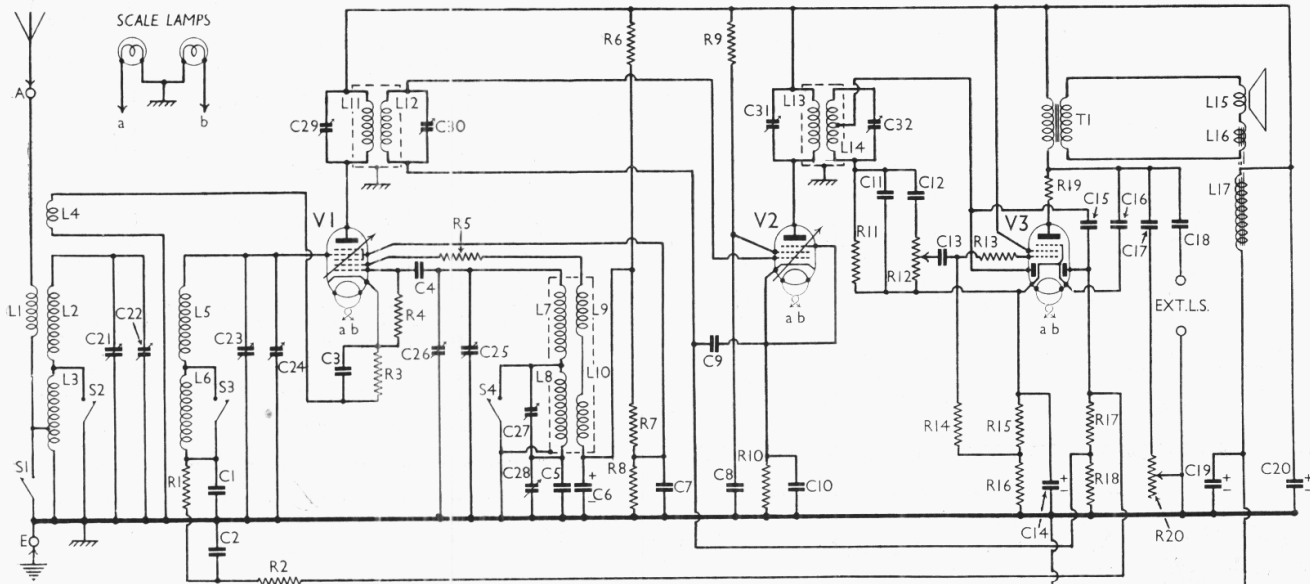 SCALE LAMPS
A
a
b
R6
R9
L11
L12
L13
C31
C32
L14
C29
C30
L15
L16
T1
L17
L4
V1
R5
V2
C11
C12
R19
V3
C15
C16
C17
C18
L1
L2
C21
C22
L5
C23
C24
a b
C4
R4
C3
R3
C26
C25
L7
L9
L8
L10
C27
C28
C5
C6
S4
R7
R8
C7
C9
a b
C8
R10
C10
R11
R12
C13
R13
a b
EXT.L.S.
L3
S2
L6
S3
S1
R1
C1
C2
R2
E
R14
R15
R16
C14
R17
R18
R20
C19
C20